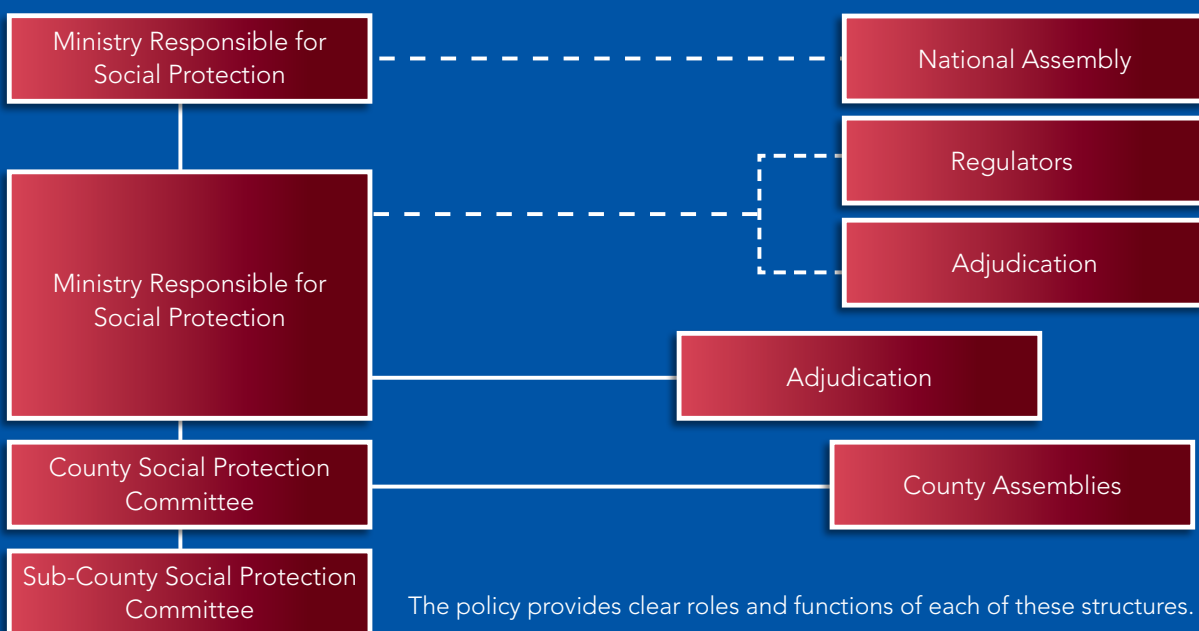 Ministry Responsible for
Social Protection
National Assembly
Regulators
Adjudication
Ministry Responsible for
Social Protection
Adjudication
County Social Protection
Committee
County Assemblies
Sub-County Social Protection
Committee
The policy provides clear roles and functions of each of these structures.